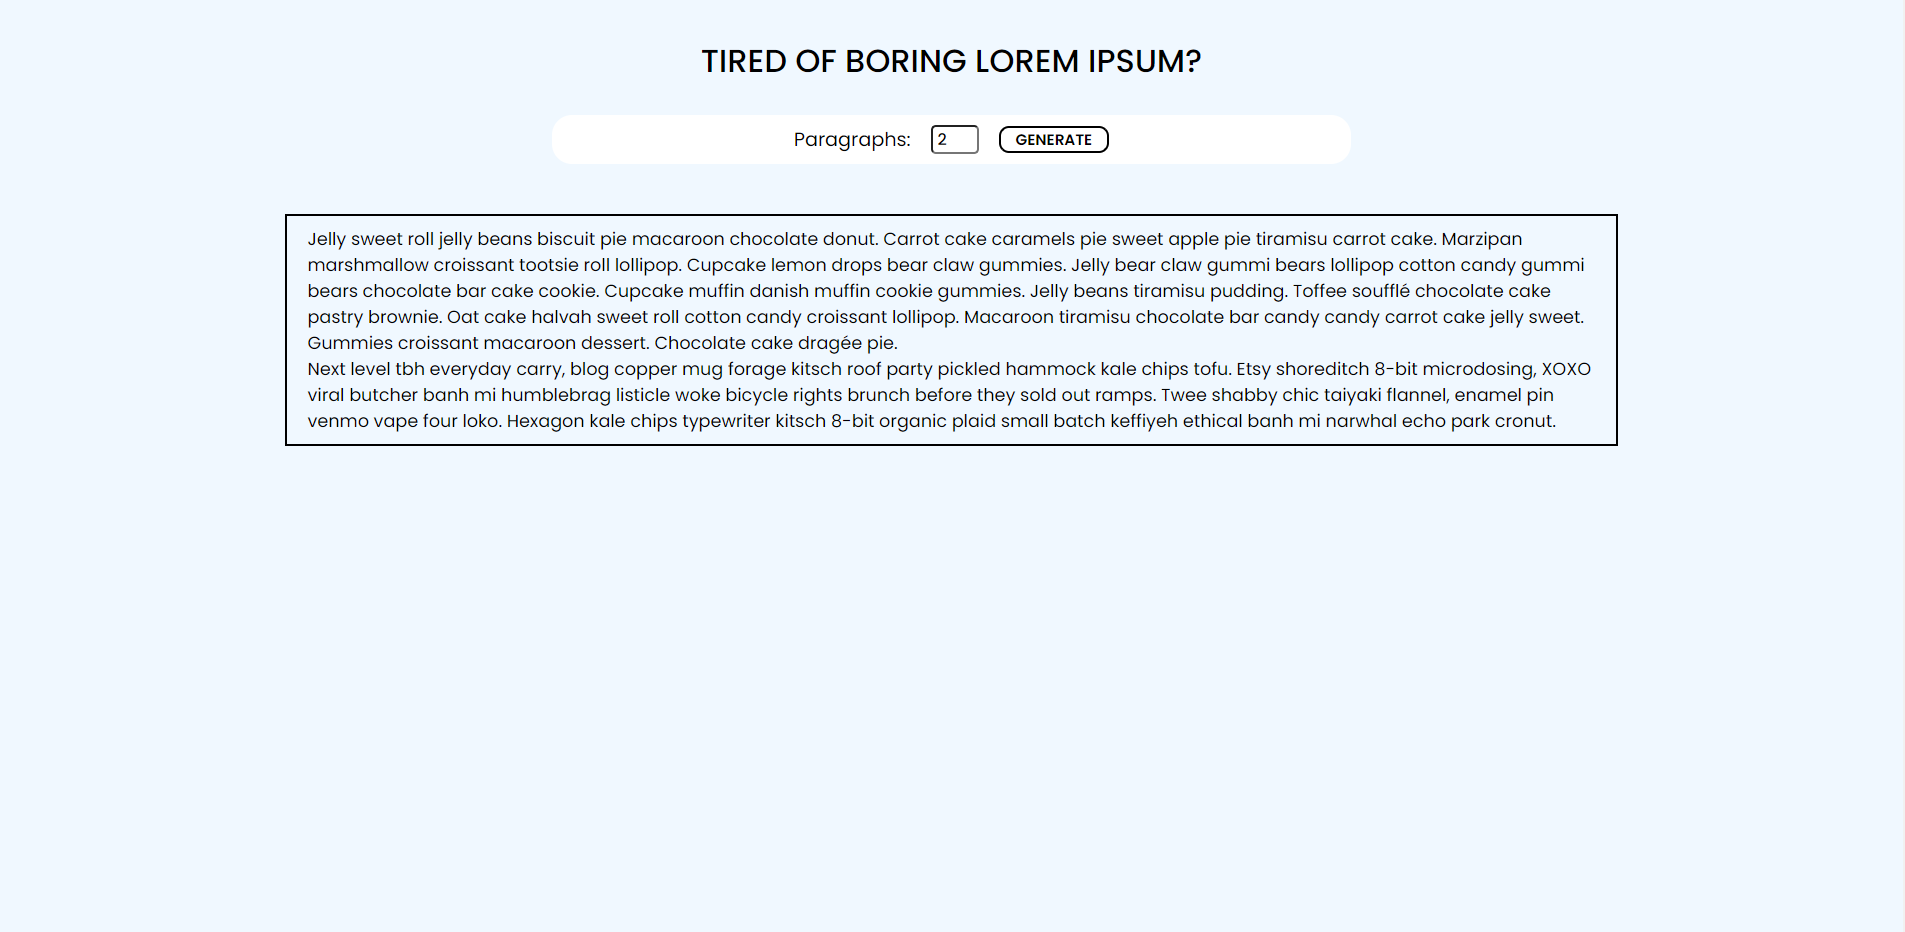 TIRED OF BORING LOREM IPSUM?
Paragraphs: 2 GENERATE
Jelly sweet roll jelly beans biscuit pie macaroon chocolate donut. Carrot cake caramels pie sweet apple pie tiramisu carrot cake. Marzipan
marshmallow croissant tootsie roll lollipop. Cupcake lemon drops bear claw gummies. Jelly bear claw gummi bears lollipop cotton candy gummi
bears chocolate bar cake cookie. Cupcake muffin danish muffin cookie gummies. Jelly beans tiramisu pudding. Toffee soufflé chocolate cake
pastry brownie. Oat cake halvah sweet roll cotton candy croissant lollipop. Macaroon tiramisu chocolate bar candy candy carrot cake jelly sweet.
Gummies croissant macaroon dessert. Chocolate cake dragée pie.
Next level tbh everyday carry, blog copper mug forage kitsch roof party pickled hammock kale chips tofu. Etsy shoreditch 8-bit microdosing, XOXO
viral butcher banh mi humblebrag listicle woke bicycle rights brunch before they sold out ramps. Twee shabby chic taiyaki flannel, enamel pin
venmo vape four loko. Hexagon kale chips typewriter kitsch 8-bit organic plaid small batch keffiyeh ethical banh mi narwhal echo park cronut.